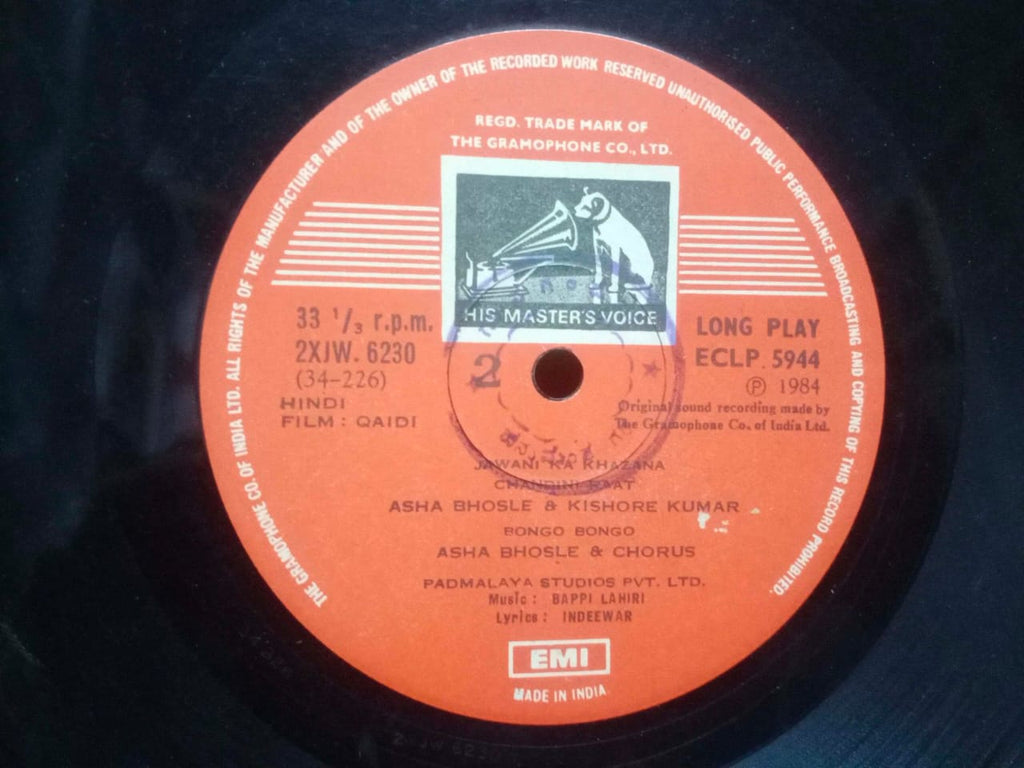 THE GRAMOPHONE CO. OF INDIA LTD. ALL RIGHTS OF THE MANUFACTURER AND OF THE OWNER OF THE RECORDED WORK RESERVED UNAUTHORISED PUBLIC PERFORMANCE BROADCASTING AND COPYING OF THIS RECORD PROHIBITED.
REGD. TRADE MARK OF
THE GRAMOPHONE CO., LTD.
HIS MASTER'S VOICE
33 1/3 r.p.m.
2XJW. 6230
(34-226)
HINDI
FILM : QAIDI
2
LONG PLAY
ECLP. 5944
Ⓟ 1984
Original sound recording made by
The Gramophone Co. of India Ltd.
JAWANI KA KHAZANA
CHANDINI RAAT
ASHA BHOSLE & KISHORE KUMAR
BONGO BONGO
ASHA BHOSLE & CHORUS
PADMALAYA STUDIOS PVT. LTD.
Music : BAPPI LAHIRI
Lyrics : INDEEWAR
EMI
MADE IN INDIA